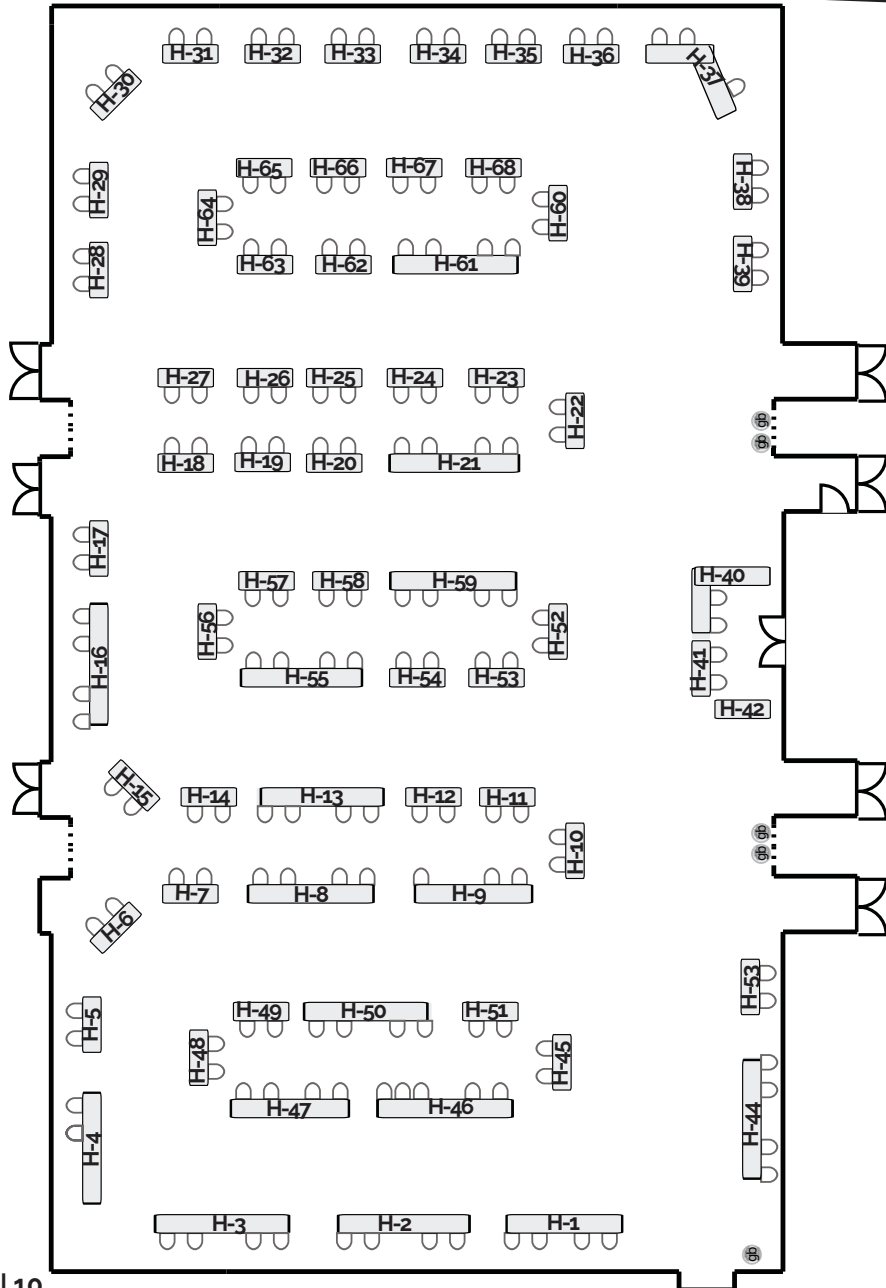 H-31 H-32 H-33 H-34 H-35 H-36 H-37
H-30
H-65 H-66 H-67 H-68
H-29 H-38
H-64 H-60
H-28 H-63 H-62 H-61 H-39
H-27 H-26 H-25 H-24 H-23
H-22
gb
gb
H-18 H-19 H-20 H-21
H-17
H-57 H-58 H-59 H-40
H-56 H-52
H-16 H-41
H-55 H-54 H-53
H-42
H-15 H-14 H-13 H-12 H-11
gb
H-10
gb
H-7 H-8 H-9
H-6
H-53
H-5 H-49 H-50 H-51
H-48 H-45
H-47 H-46
H-44
H-4
H-3 H-2 H-1
gb
| 10